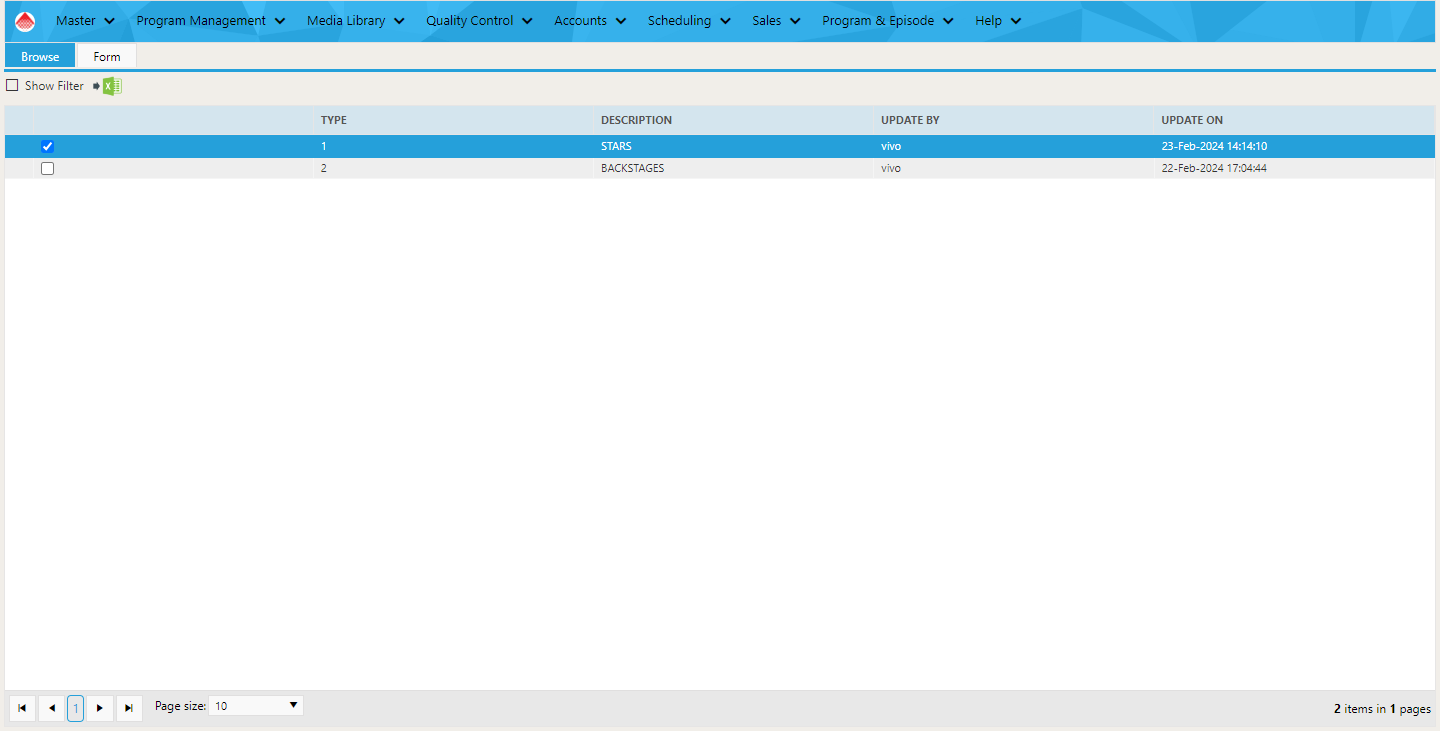 Master Program Management Media Library Quality Control Accounts Scheduling Sales Program & Episode Help
Browse Form
Show Filter
TYPE DESCRIPTION UPDATE BY UPDATE ON
1 STARS vivo 23-Feb-2024 14:14:10
2 BACKSTAGES vivo 22-Feb-2024 17:04:44
1 Page size: 10 2 items in 1 pages